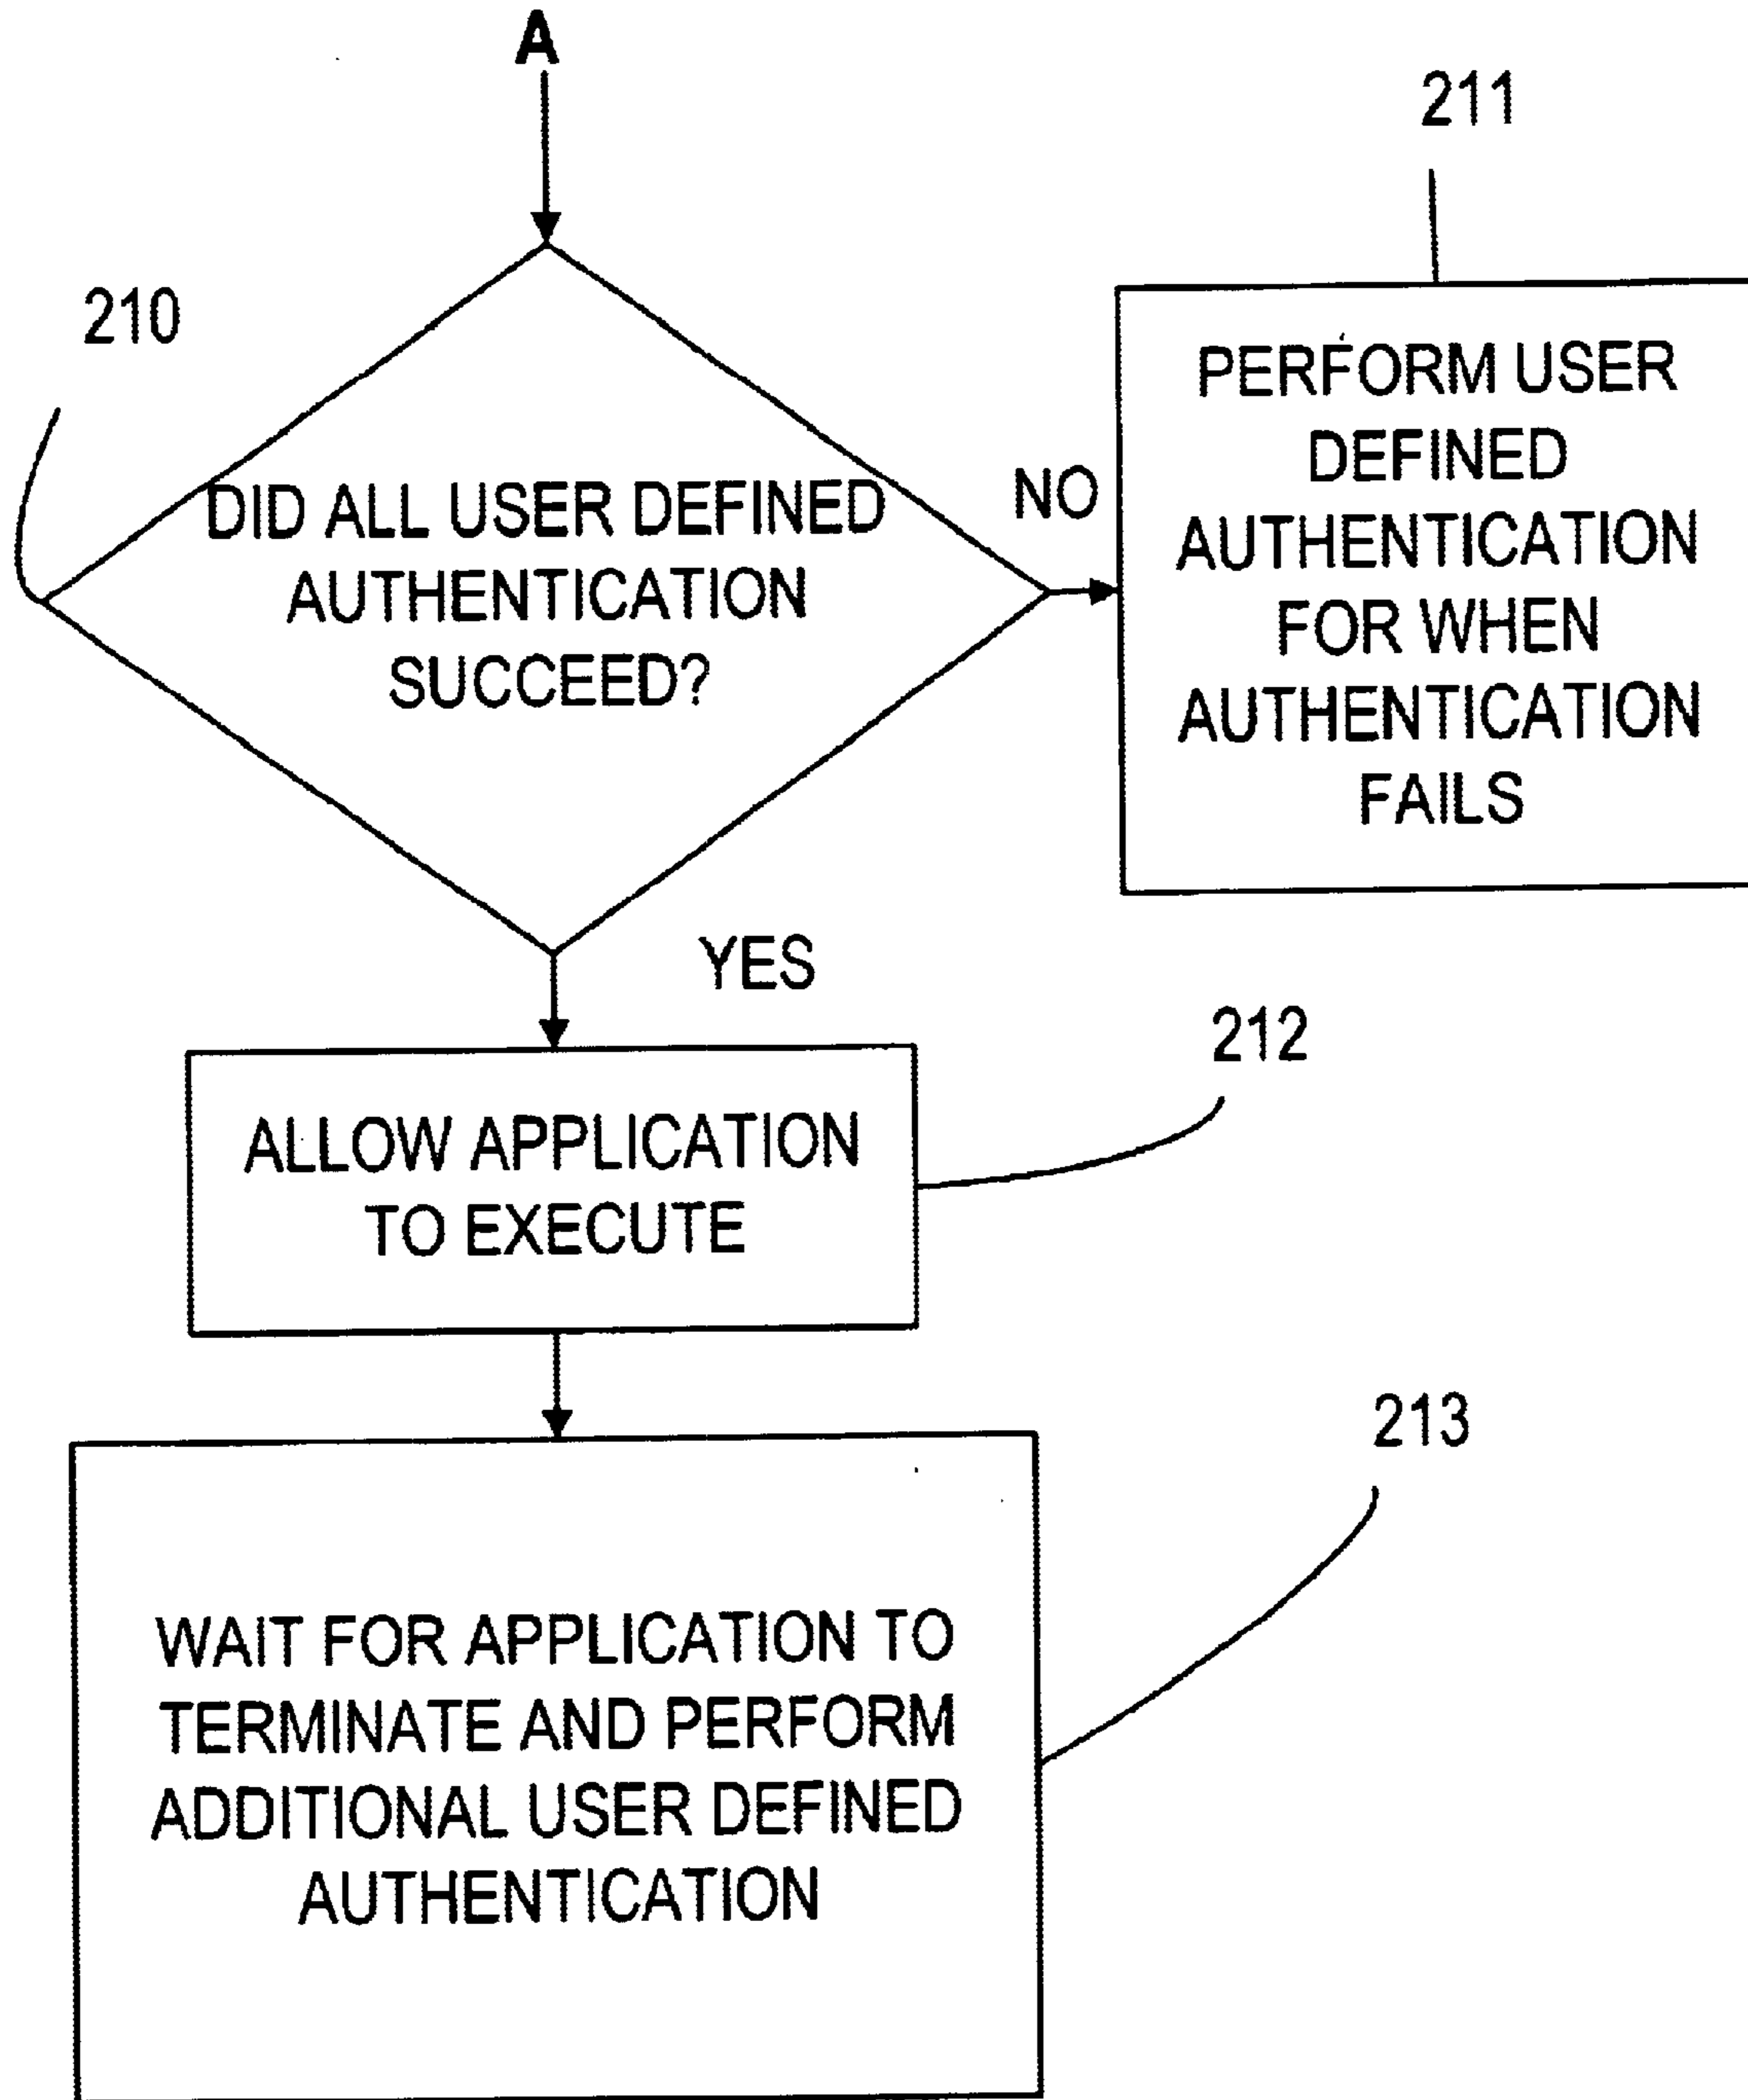 A
211
210
PERFORM USER
DEFINED
AUTHENTICATION
FOR WHEN
AUTHENTICATION
FAILS
DID ALL USER DEFINED
AUTHENTICATION
SUCCEED?
NO
YES
212
ALLOW APPLICATION
TO EXECUTE
213
WAIT FOR APPLICATION TO
TERMINATE AND PERFORM
ADDITIONAL USER DEFINED
AUTHENTICATION